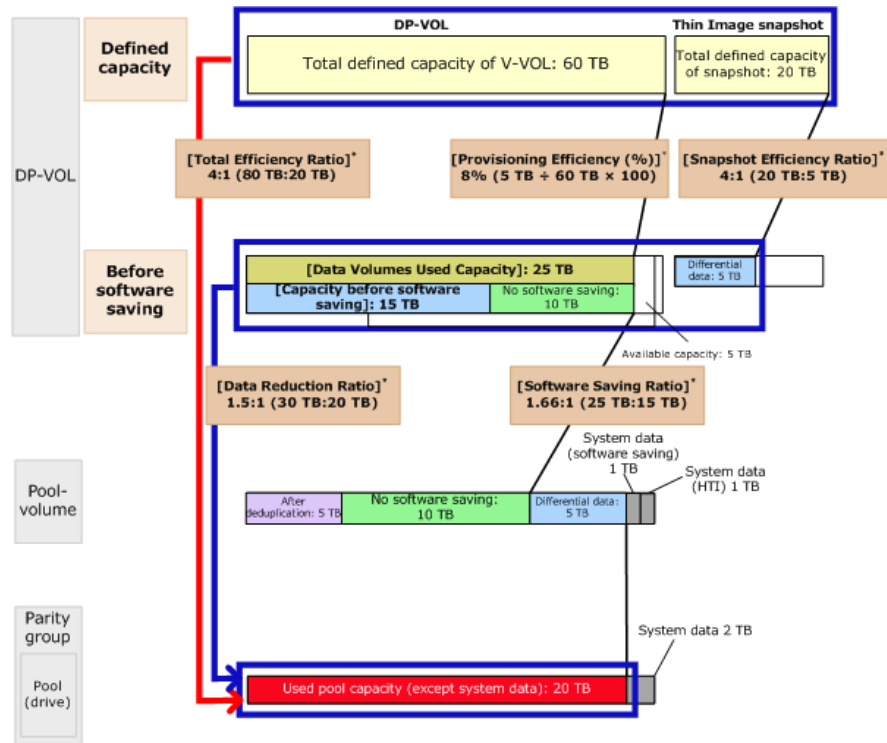 DP-VOL
Thin Image snapshot
Defined
capacity
Total defined capacity of V-VOL: 60 TB
Total defined capacity
of snapshot: 20 TB
DP-VOL
[Total Efficiency Ratio]*
4:1 (80 TB:20 TB)
[Provisioning Efficiency (%)]*
8% (5 TB ÷ 60 TB × 100)
[Snapshot Efficiency Ratio]*
4:1 (20 TB:5 TB)
Before
software
saving
[Data Volumes Used Capacity]: 25 TB
[Capacity before software
saving]: 15 TB
No software saving:
10 TB
Differential
data: 5 TB
Available capacity: 5 TB
[Data Reduction Ratio]*
1.5:1 (30 TB:20 TB)
[Software Saving Ratio]*
1.66:1 (25 TB:15 TB)
System data
(software saving)
1 TB
System data
(HTI) 1 TB
Pool-
volume
After
deduplication: 5 TB
No software saving:
10 TB
Differential data:
5 TB
Parity
group
System data 2 TB
Pool
(drive)
Used pool capacity (except system data): 20 TB